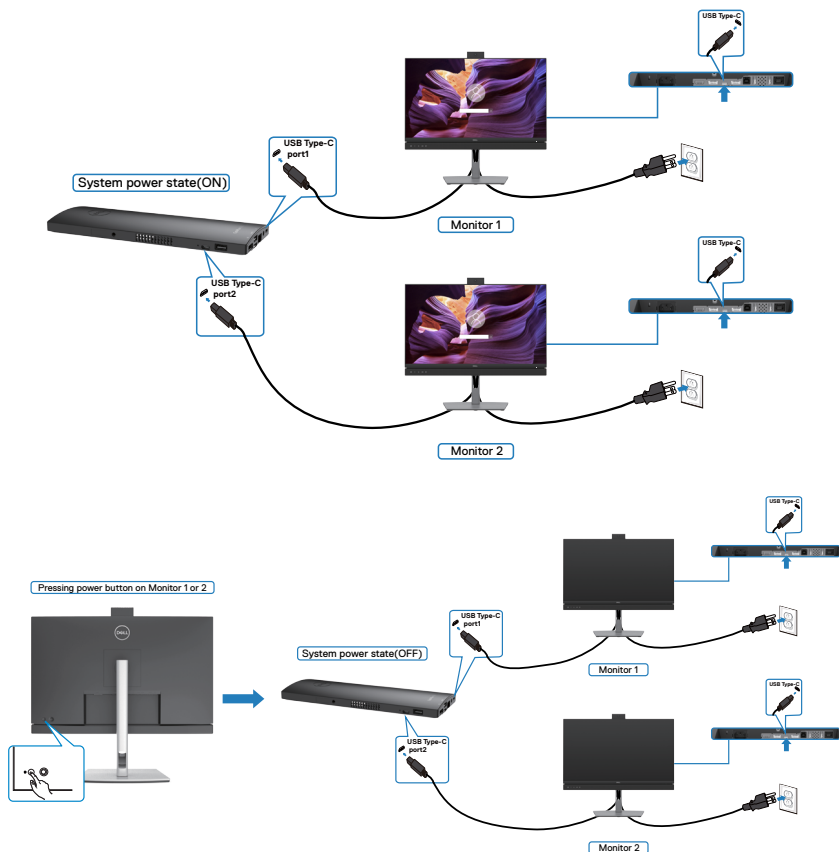 USB Type-C
USB Type-C
port1
System power state(ON)
Monitor 1
USB Type-C
USB Type-C
port2
Monitor 2
USB Type-C
Pressing power button on Monitor 1 or 2
DELL
USB Type-C
port1
System power state(OFF)
Monitor 1
USB Type-C
USB Type-C
port2
Monitor 2